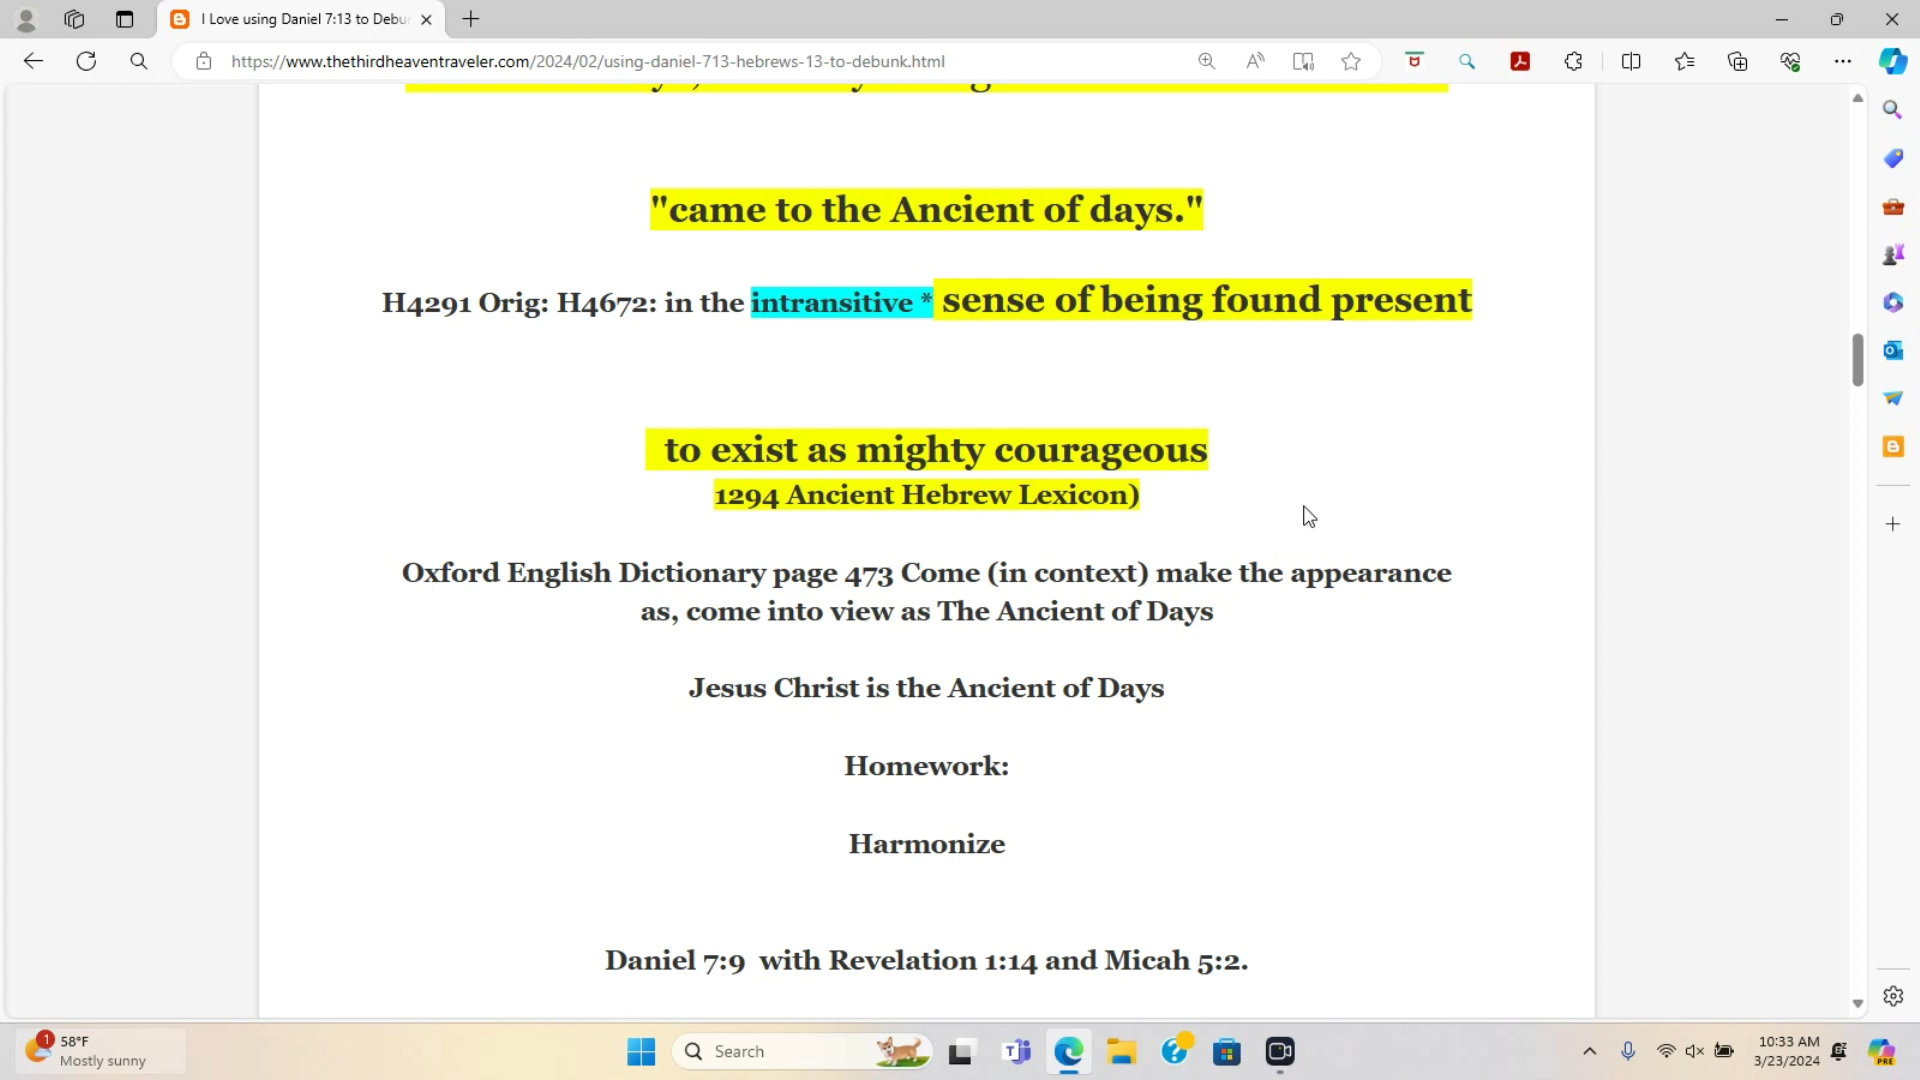 I Love using Daniel 7:13 to Debu
https://www.thethirdheaventraveler.com/2024/02/using-daniel-713-hebrews-13-to-debunk.html
"came to the Ancient of days."
H4291 Orig: H4672: in the intransitive * sense of being found present
to exist as mighty courageous
1294 Ancient Hebrew Lexicon)
Oxford English Dictionary page 473 Come (in context) make the appearance
as, come into view as The Ancient of Days
Jesus Christ is the Ancient of Days
Homework:
Harmonize
Daniel 7:9 with Revelation 1:14 and Micah 5:2.
1
58°F
Mostly sunny
Search
10:33 AM
3/23/2024
PRE